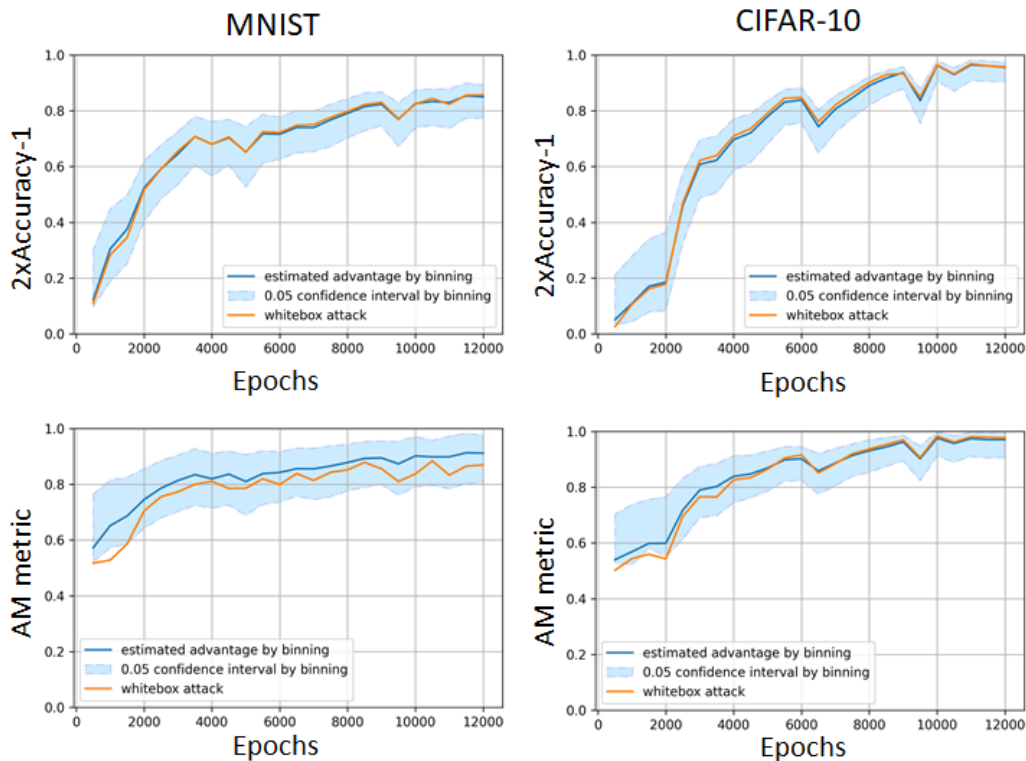 MNIST
CIFAR-10
2xAccuracy-1
1.0
0.8
0.6
0.4
0.2
0.0
estimated advantage by binning
0.05 confidence interval by binning
whitebox attack
0 2000 4000 6000 8000 10000 12000
Epochs
2xAccuracy-1
1.0
0.8
0.6
0.4
0.2
0.0
estimated advantage by binning
0.05 confidence interval by binning
whitebox attack
0 2000 4000 6000 8000 10000 12000
Epochs
AM metric
1.0
0.8
0.6
0.4
0.2
0.0
estimated advantage by binning
0.05 confidence interval by binning
whitebox attack
0 2000 4000 6000 8000 10000 12000
Epochs
AM metric
1.0
0.8
0.6
0.4
0.2
0.0
estimated advantage by binning
0.05 confidence interval by binning
whitebox attack
0 2000 4000 6000 8000 10000 12000
Epochs